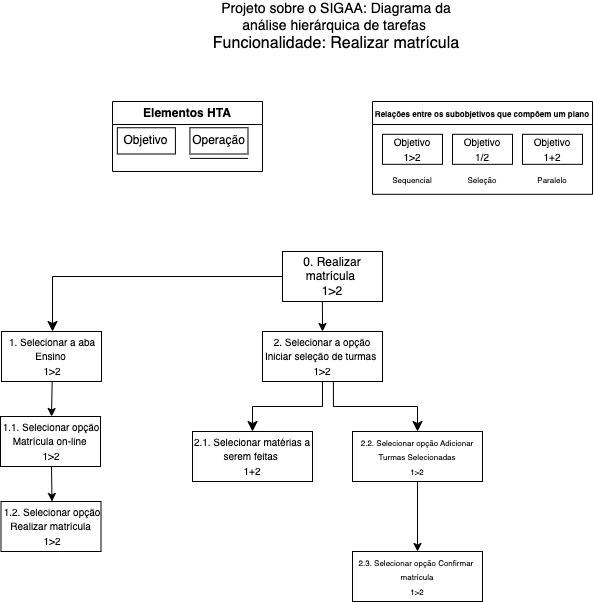 Projeto sobre o SIGAA: Diagrama da
análise hierárquica de tarefas
Funcionalidade: Realizar matrícula
Elementos HTA
Objetivo
Operação
Relações entre os subobjetivos que compõem um plano
Objetivo
1>2
Objetivo
1/2
Objetivo
1+2
Sequencial
Seleção
Paralelo
0. Realizar
matrícula
1>2
1. Selecionar a aba
Ensino
1>2
2. Selecionar a opção
Iniciar seleção de turmas
1>2
1.1. Selecionar opção
Matrícula on-line
1>2
2.1. Selecionar matérias a
serem feitas
1+2
2.2. Selecionar opção Adicionar
Turmas Selecionadas
1>2
1.2. Selecionar opção
Realizar matrícula
1>2
2.3. Selecionar opção Confirmar
matrícula
1>2